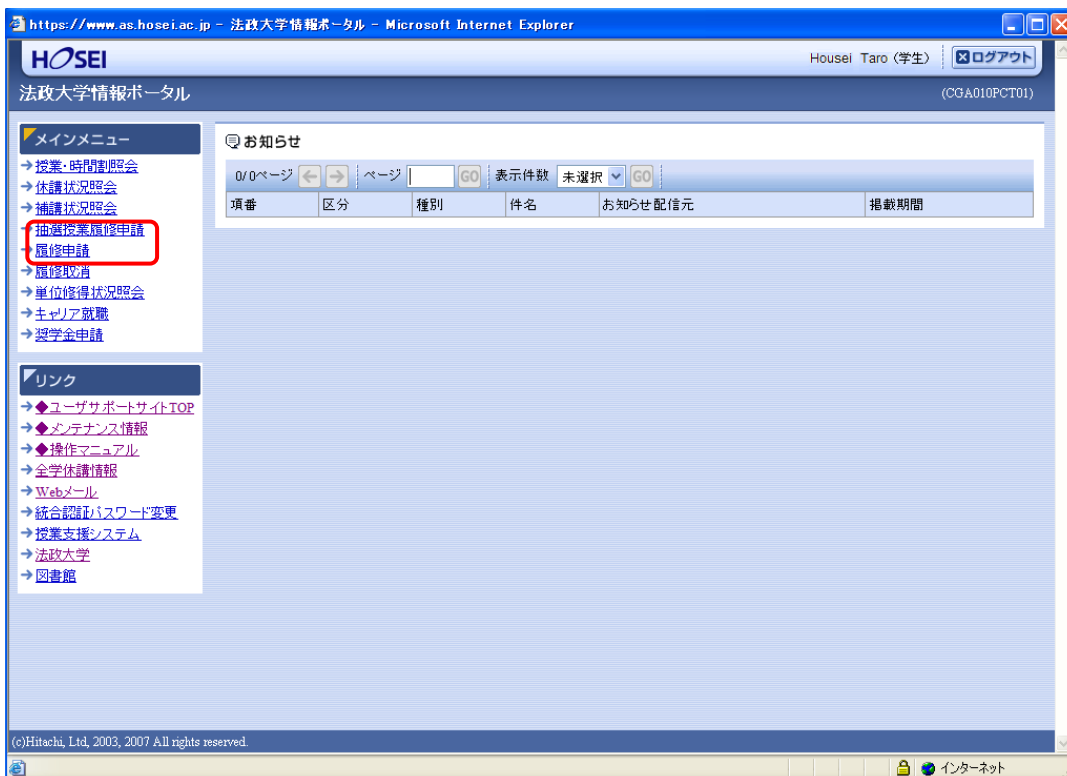 https://www.as.hosei.ac.jp - 法政大学情報ポータル - Microsoft Internet Explorer
HOSEI
Housei Taro (学生) ログアウト
法政大学情報ポータル (CGA010PCT01)
メインメニュー
授業・時間割照会
休講状況照会
補講状況照会
抽選授業履修申請
履修申請
履修取消
単位修得状況照会
キャリア就職
奨学金申請
お知らせ
0/0ページ ページ GO 表示件数 未選択 GO
項番 区分 種別 件名 お知らせ配信元 掲載期間
リンク
◆ユーザサポートサイトTOP
◆メンテナンス情報
◆操作マニュアル
全学休講情報
Webメール
統合認証パスワード変更
授業支援システム
法政大学
図書館
(c)Hitachi, Ltd, 2003, 2007 All rights reserved.
インターネット